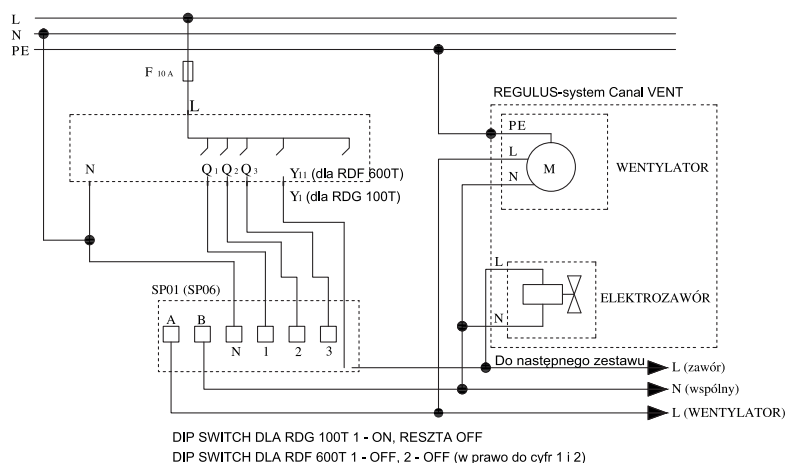 L
N
PE
F 10 A
L
REGULUS-system Canal VENT
PE
L
N
M
WENTYLATOR
N
Q1 Q2 Q3
Y11 (dla RDF 600T)
YI (dla RDG 100T)
L
N
ELEKTROZAWÓR
SP01 (SP06)
A B N 1 2 3
Do następnego zestawu
L (zawór)
N (wspólny)
L (WENTYLATOR)
DIP SWITCH DLA RDG 100T 1 - ON, RESZTA OFF
DIP SWITCH DLA RDF 600T 1 - OFF, 2 - OFF (w prawo do cyfr 1 i 2)